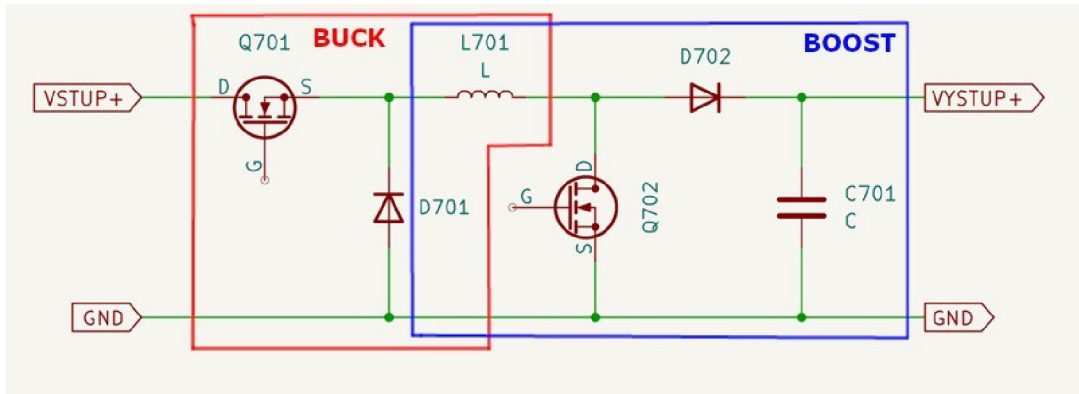 Q701
BUCK
L701
L
BOOST
D702
VSTUP+
D
S
VYSTUP+
G
D701
G
D
S
Q702
C701
C
GND
GND